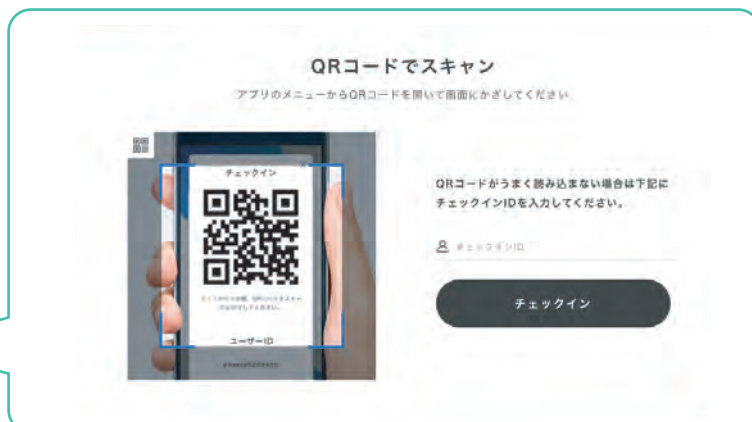 QRコードでスキャン
アプリのメニューからQRコードを開いて画面にかざしてください
チェックイン
QRコードがうまく読み込まない場合は下記に
チェックインIDを入力してください。
チェックインID
チェックイン
ユーザーID